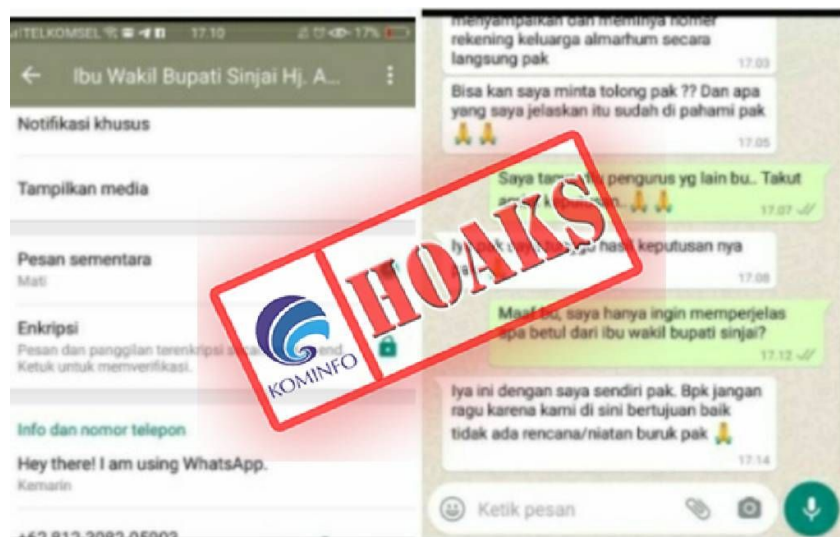 TELKOMSEL 17.10 17%
Ibu Wakil Bupati Sinjai Hj. A...
Notifikasi khusus
Tampilkan media
Pesan sementara
Mati
Enkripsi
Pesan dan panggilan terenkripsi
Ketuk untuk memverifikasi.
Info dan nomor telepon
Hey there! I am using WhatsApp.
Kemarin
menyampaikan dan meminya nomer
rekening keluarga almarhum secara
langsung pak
17.03
Bisa kan saya minta tolong pak ?? Dan apa
yang saya jelaskan itu sudah di pahami pak
17.05
Saya pengurus yg lain bu.. Takut
17.07
hasil keputusan nya
17.08
Maaf bu, saya hanya ingin memperjelas
apa betul dari ibu wakil bupati sinjai?
17.12
Iya ini dengan saya sendiri pak. Bpk jangan
ragu karena kami di sini bertujuan baik
tidak ada rencana/niatan buruk pak
17.14
Ketik pesan
KOMINFO
HOAKS